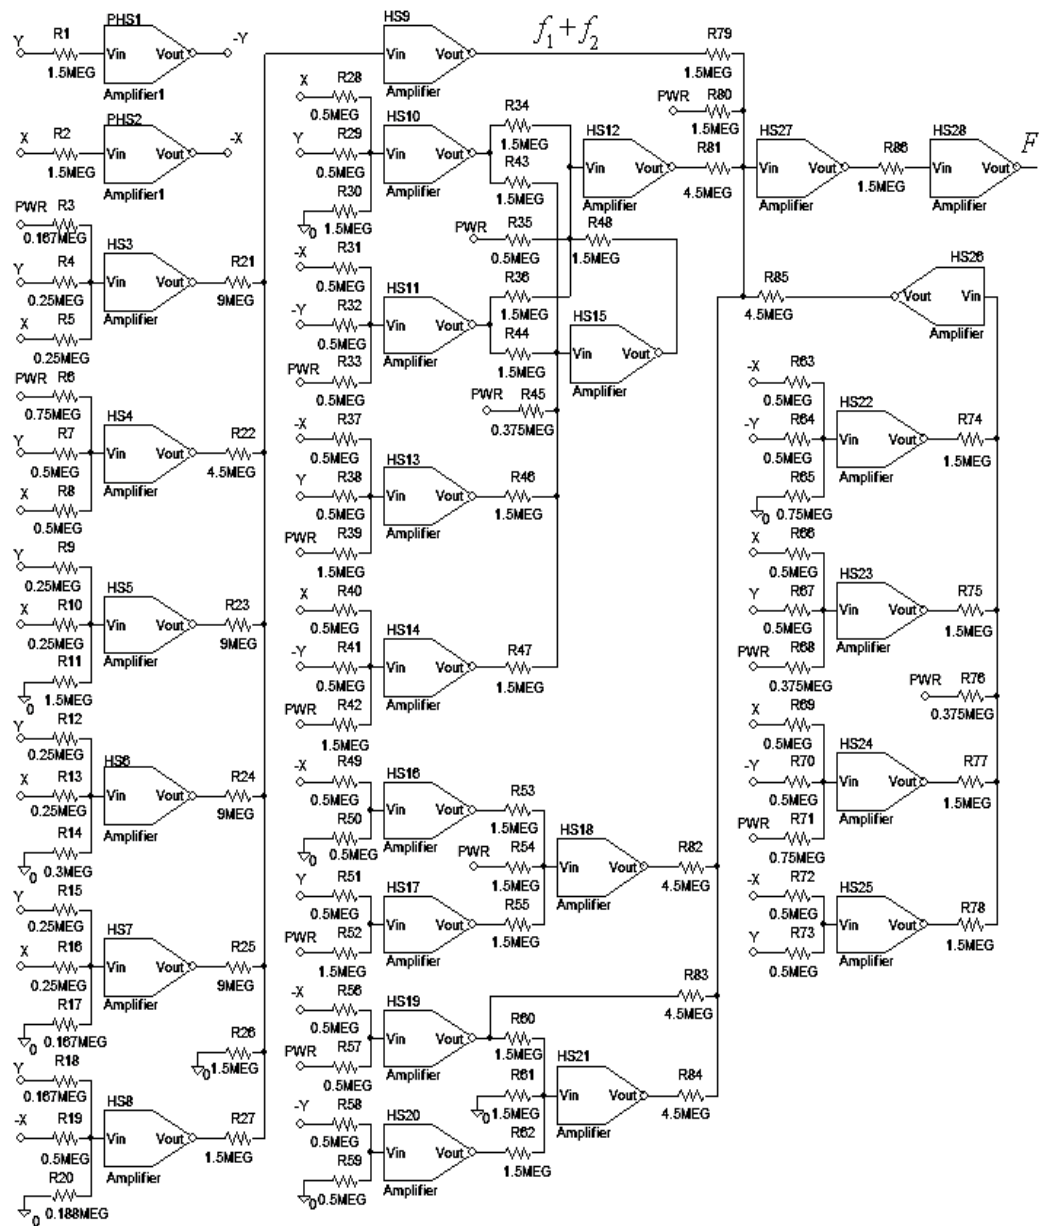 Y R1 1.5MEG PHS1 Vin Vout Amplifier1 -Y
X R2 1.5MEG PHS2 Vin Vout Amplifier1 -X
PWR R3 0.167MEG
Y R4 0.25MEG HS3 Vin Vout Amplifier R21 9MEG
X R5 0.25MEG
PWR R6 0.75MEG
Y R7 0.5MEG HS4 Vin Vout Amplifier R22 4.5MEG
X R8 0.5MEG
Y R9 0.25MEG
X R10 0.25MEG HS5 Vin Vout Amplifier R23 9MEG
0 R11 1.5MEG
Y R12 0.25MEG
X R13 0.25MEG HS6 Vin Vout Amplifier R24 9MEG
0 R14 0.3MEG
Y R15 0.25MEG
X R16 0.25MEG HS7 Vin Vout Amplifier R25 9MEG
0 R17 0.167MEG
0 R26 1.5MEG
Y R18 0.167MEG
-X R19 0.5MEG HS8 Vin Vout Amplifier R27 1.5MEG
0 R20 0.188MEG
HS9 Vin Vout Amplifier f1 + f2 R79 1.5MEG
X R28 0.5MEG
Y R29 0.5MEG HS10 Vin Vout Amplifier
0 R30 1.5MEG
R34 1.5MEG
R43 1.5MEG
HS12 Vin Vout Amplifier R81 4.5MEG
PWR R80 1.5MEG
HS27 Vin Vout Amplifier R86 1.5MEG HS28 Vin Vout Amplifier F
PWR R35 0.5MEG R48 1.5MEG
-X R31 0.5MEG
-Y R32 0.5MEG HS11 Vin Vout Amplifier
PWR R33 0.5MEG
R36 1.5MEG
R44 1.5MEG HS15 Vin Vout Amplifier
PWR R45 0.375MEG
-X R37 0.5MEG
Y R38 0.5MEG HS13 Vin Vout Amplifier R46 1.5MEG
PWR R39 1.5MEG
X R40 0.5MEG
-Y R41 0.5MEG HS14 Vin Vout Amplifier R47 1.5MEG
PWR R42 1.5MEG
-X R49 0.5MEG HS16 Vin Vout Amplifier R53 1.5MEG
0 R50 0.5MEG
PWR R54 1.5MEG HS18 Vin Vout Amplifier R82 4.5MEG
Y R51 0.5MEG HS17 Vin Vout Amplifier R55 1.5MEG
PWR R52 1.5MEG
R83 4.5MEG
-X R56 0.5MEG HS19 Vin Vout Amplifier R60 1.5MEG
PWR R57 0.5MEG
0 R61 1.5MEG HS21 Vin Vout Amplifier R84 4.5MEG
-Y R58 0.5MEG HS20 Vin Vout Amplifier R62 1.5MEG
0 R59 0.5MEG
R85 4.5MEG HS26 Vout Vin Amplifier
-X R63 0.5MEG
-Y R64 0.5MEG HS22 Vin Vout Amplifier R74 1.5MEG
0 R65 0.75MEG
X R66 0.5MEG
Y R67 0.5MEG HS23 Vin Vout Amplifier R75 1.5MEG
PWR R68 0.375MEG
PWR R76 0.375MEG
X R69 0.5MEG
-Y R70 0.5MEG HS24 Vin Vout Amplifier R77 1.5MEG
PWR R71 0.75MEG
-X R72 0.5MEG HS25 Vin Vout Amplifier R78 1.5MEG
Y R73 0.5MEG